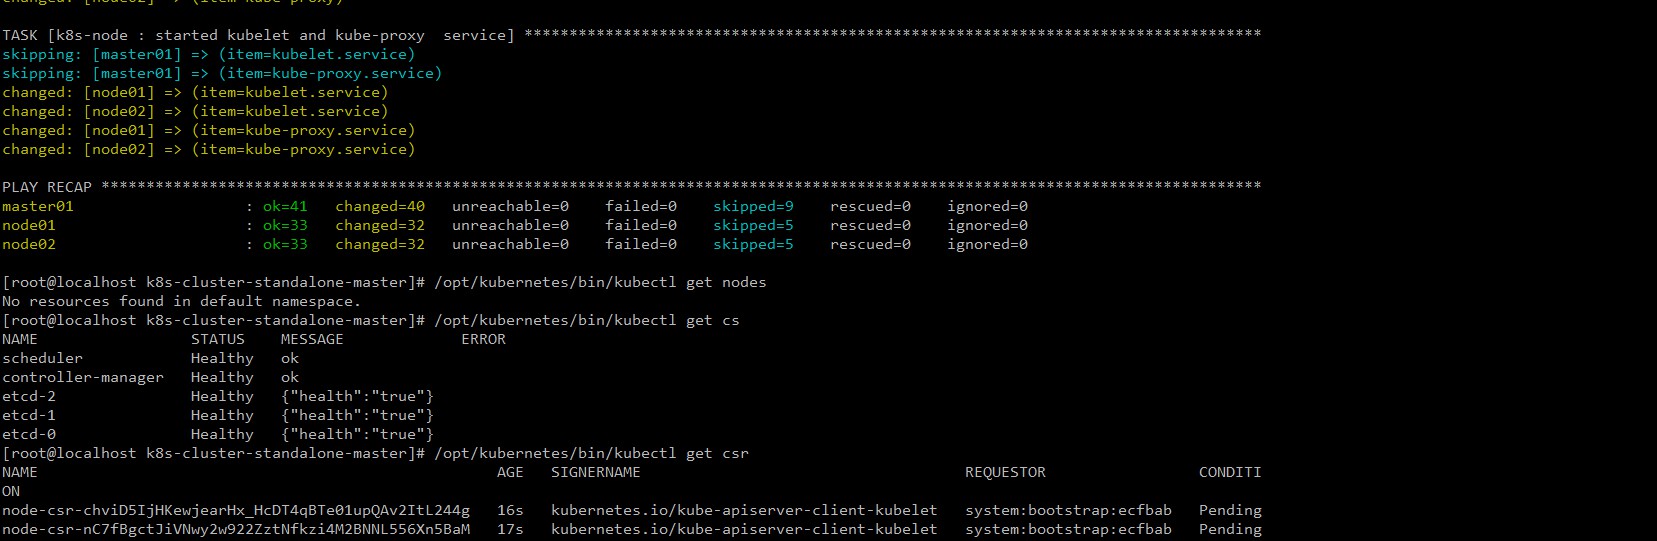 changed: [node02] => (item=kube-proxy)
TASK [k8s-node : started kubelet and kube-proxy  service] **********************************************************************************
skipping: [master01] => (item=kubelet.service)
skipping: [master01] => (item=kube-proxy.service)
changed: [node01] => (item=kubelet.service)
changed: [node02] => (item=kubelet.service)
changed: [node01] => (item=kube-proxy.service)
changed: [node02] => (item=kube-proxy.service)
PLAY RECAP *********************************************************************************************************************************
master01                   : ok=41   changed=40   unreachable=0    failed=0    skipped=9    rescued=0    ignored=0
node01                     : ok=33   changed=32   unreachable=0    failed=0    skipped=5    rescued=0    ignored=0
node02                     : ok=33   changed=32   unreachable=0    failed=0    skipped=5    rescued=0    ignored=0
[root@localhost k8s-cluster-standalone-master]# /opt/kubernetes/bin/kubectl get nodes
No resources found in default namespace.
[root@localhost k8s-cluster-standalone-master]# /opt/kubernetes/bin/kubectl get cs
NAME                 STATUS    MESSAGE             ERROR
scheduler            Healthy   ok
controller-manager   Healthy   ok
etcd-2               Healthy   {"health":"true"}
etcd-1               Healthy   {"health":"true"}
etcd-0               Healthy   {"health":"true"}
[root@localhost k8s-cluster-standalone-master]# /opt/kubernetes/bin/kubectl get csr
NAME                                                   AGE   SIGNERNAME                                    REQUESTOR                 CONDITI
ON
node-csr-chviD5IjHKewjearHx_HcDT4qBTe01upQAv2ItL244g   16s   kubernetes.io/kube-apiserver-client-kubelet   system:bootstrap:ecfbab   Pending
node-csr-nC7fBgctJiVNwy2w922ZztNfkzi4M2BNNL556Xn5BaM   17s   kubernetes.io/kube-apiserver-client-kubelet   system:bootstrap:ecfbab   Pending